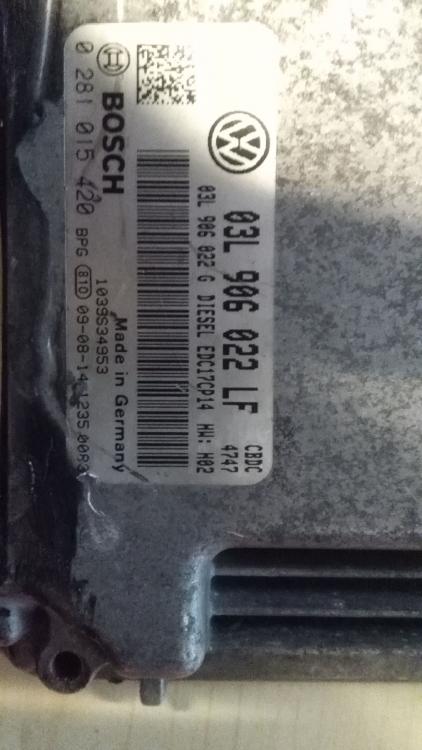 CBDC
03L 906 022 LF 4747
03L 906 022 G DIESEL EDC17CP14 HW: H02
BOSCH Made in Germany
1039S34953
0 281 015 420 BPG 810 09-08-14 1235 0083